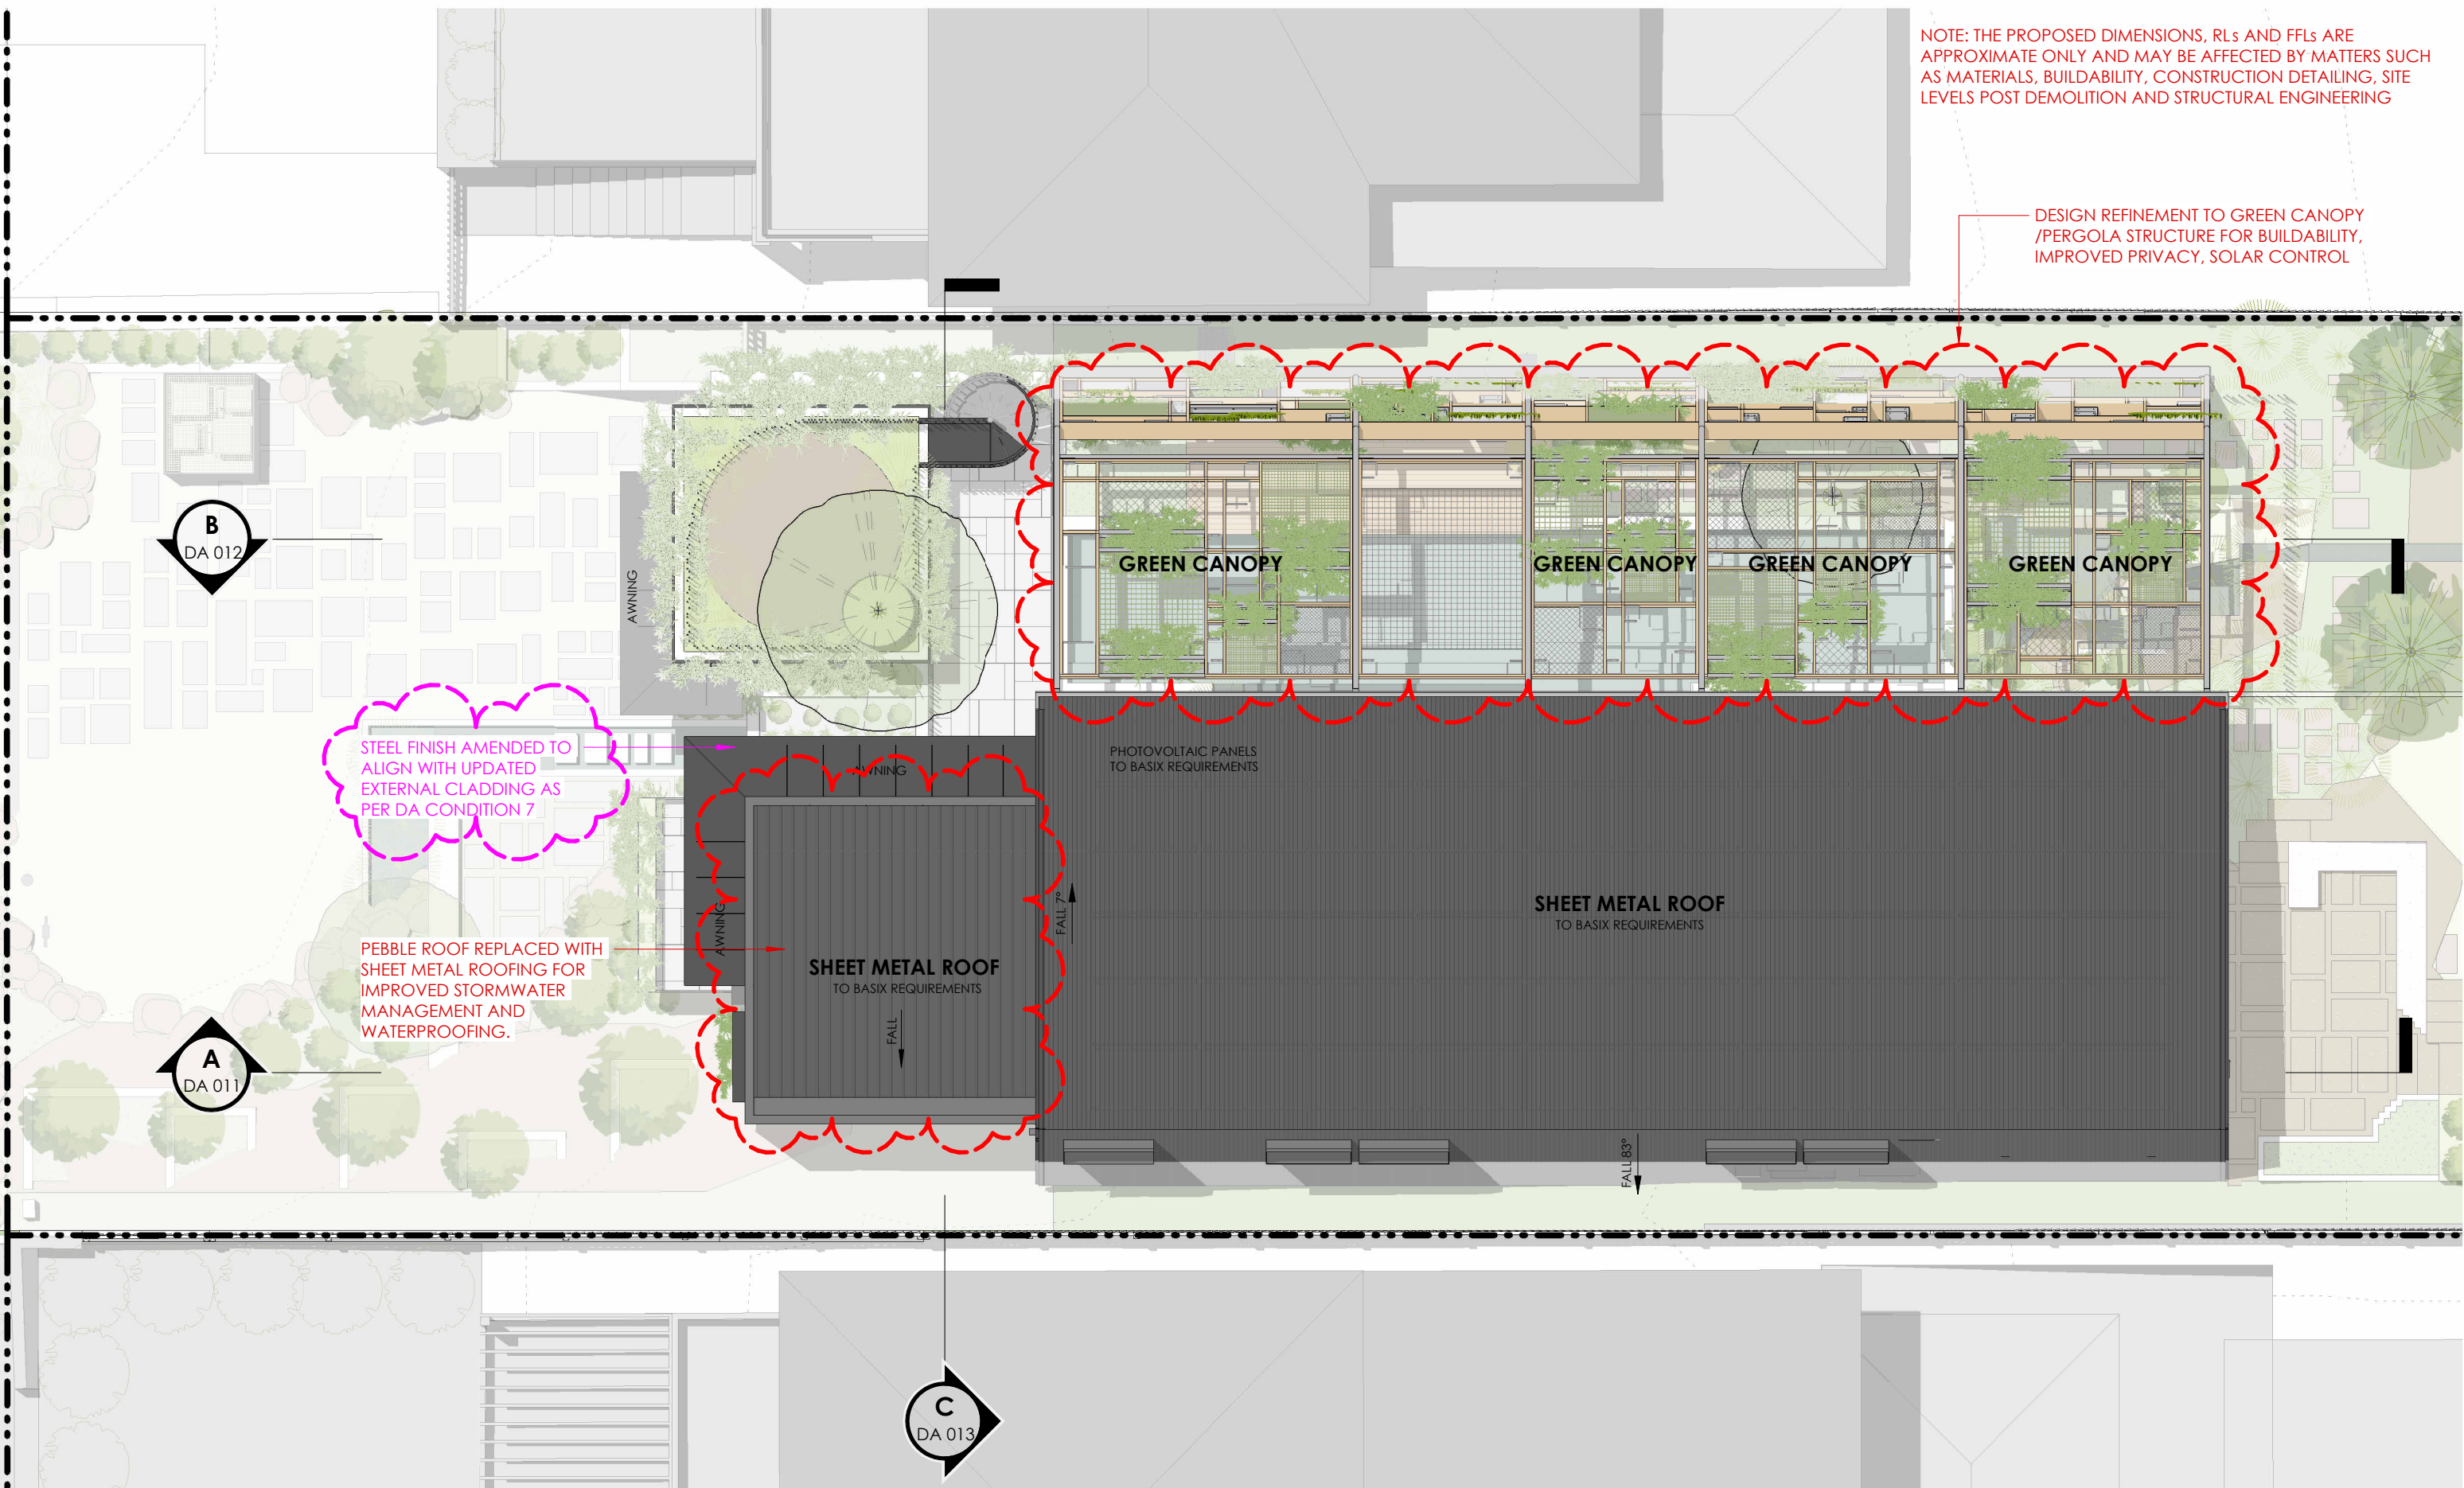 NOTE: THE PROPOSED DIMENSIONS, RLs AND FFLs ARE
APPROXIMATE ONLY AND MAY BE AFFECTED BY MATTERS SUCH
AS MATERIALS, BUILDABILITY, CONSTRUCTION DETAILING, SITE
LEVELS POST DEMOLITION AND STRUCTURAL ENGINEERING
DESIGN REFINEMENT TO GREEN CANOPY
/PERGOLA STRUCTURE FOR BUILDABILITY,
IMPROVED PRIVACY, SOLAR CONTROL
B
DA 012
AWNING
GREEN CANOPY
GREEN CANOPY
GREEN CANOPY
GREEN CANOPY
STEEL FINISH AMENDED TO
ALIGN WITH UPDATED
EXTERNAL CLADDING AS
PER DA CONDITION 7
AWNING
PHOTOVOLTAIC PANELS
TO BASIX REQUIREMENTS
AWNING
FALL 7°
SHEET METAL ROOF
TO BASIX REQUIREMENTS
PEBBLE ROOF REPLACED WITH
SHEET METAL ROOFING FOR
IMPROVED STORMWATER
MANAGEMENT AND
WATERPROOFING.
SHEET METAL ROOF
TO BASIX REQUIREMENTS
FALL
A
DA 011
FALL 83°
C
DA 013